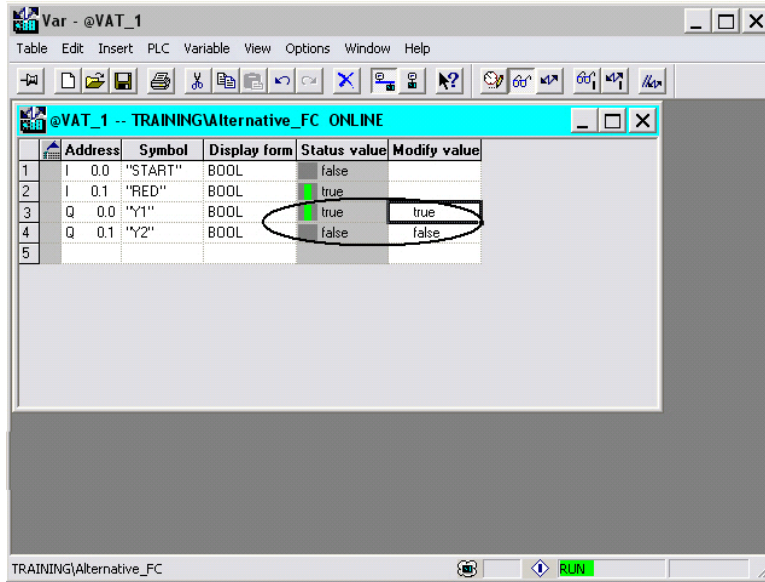 Var - @VAT_1
Table Edit Insert PLC Variable View Options Window Help
@VAT_1 -- TRAINING\Alternative_FC ONLINE
Address Symbol Display form Status value Modify value
1 I 0.0 "START" BOOL false
2 I 0.1 "RED" BOOL true
3 Q 0.0 "Y1" BOOL true true
4 Q 0.1 "Y2" BOOL false false
5
TRAINING\Alternative_FC RUN